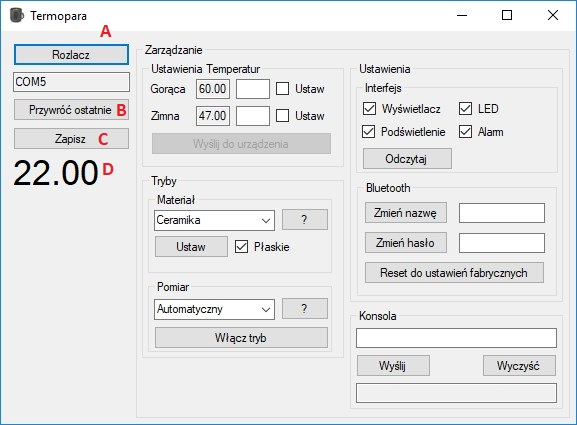 Termopara
A
Rozlacz
COM5
Przywróć ostatnie B
Zapisz C
22.00 D
Zarządzanie
Ustawienia Temperatur
Gorąca 60.00 Ustaw
Zimna 47.00 Ustaw
Wyślij do urządzenia
Tryby
Materiał
Ceramika ?
Ustaw Płaskie
Pomiar
Automatyczny ?
Włącz tryb
Ustawienia
Interfejs
Wyświetlacz LED
Podświetlenie Alarm
Odczytaj
Bluetooth
Zmień nazwę
Zmień hasło
Reset do ustawień fabrycznych
Konsola
Wyślij Wyczyść